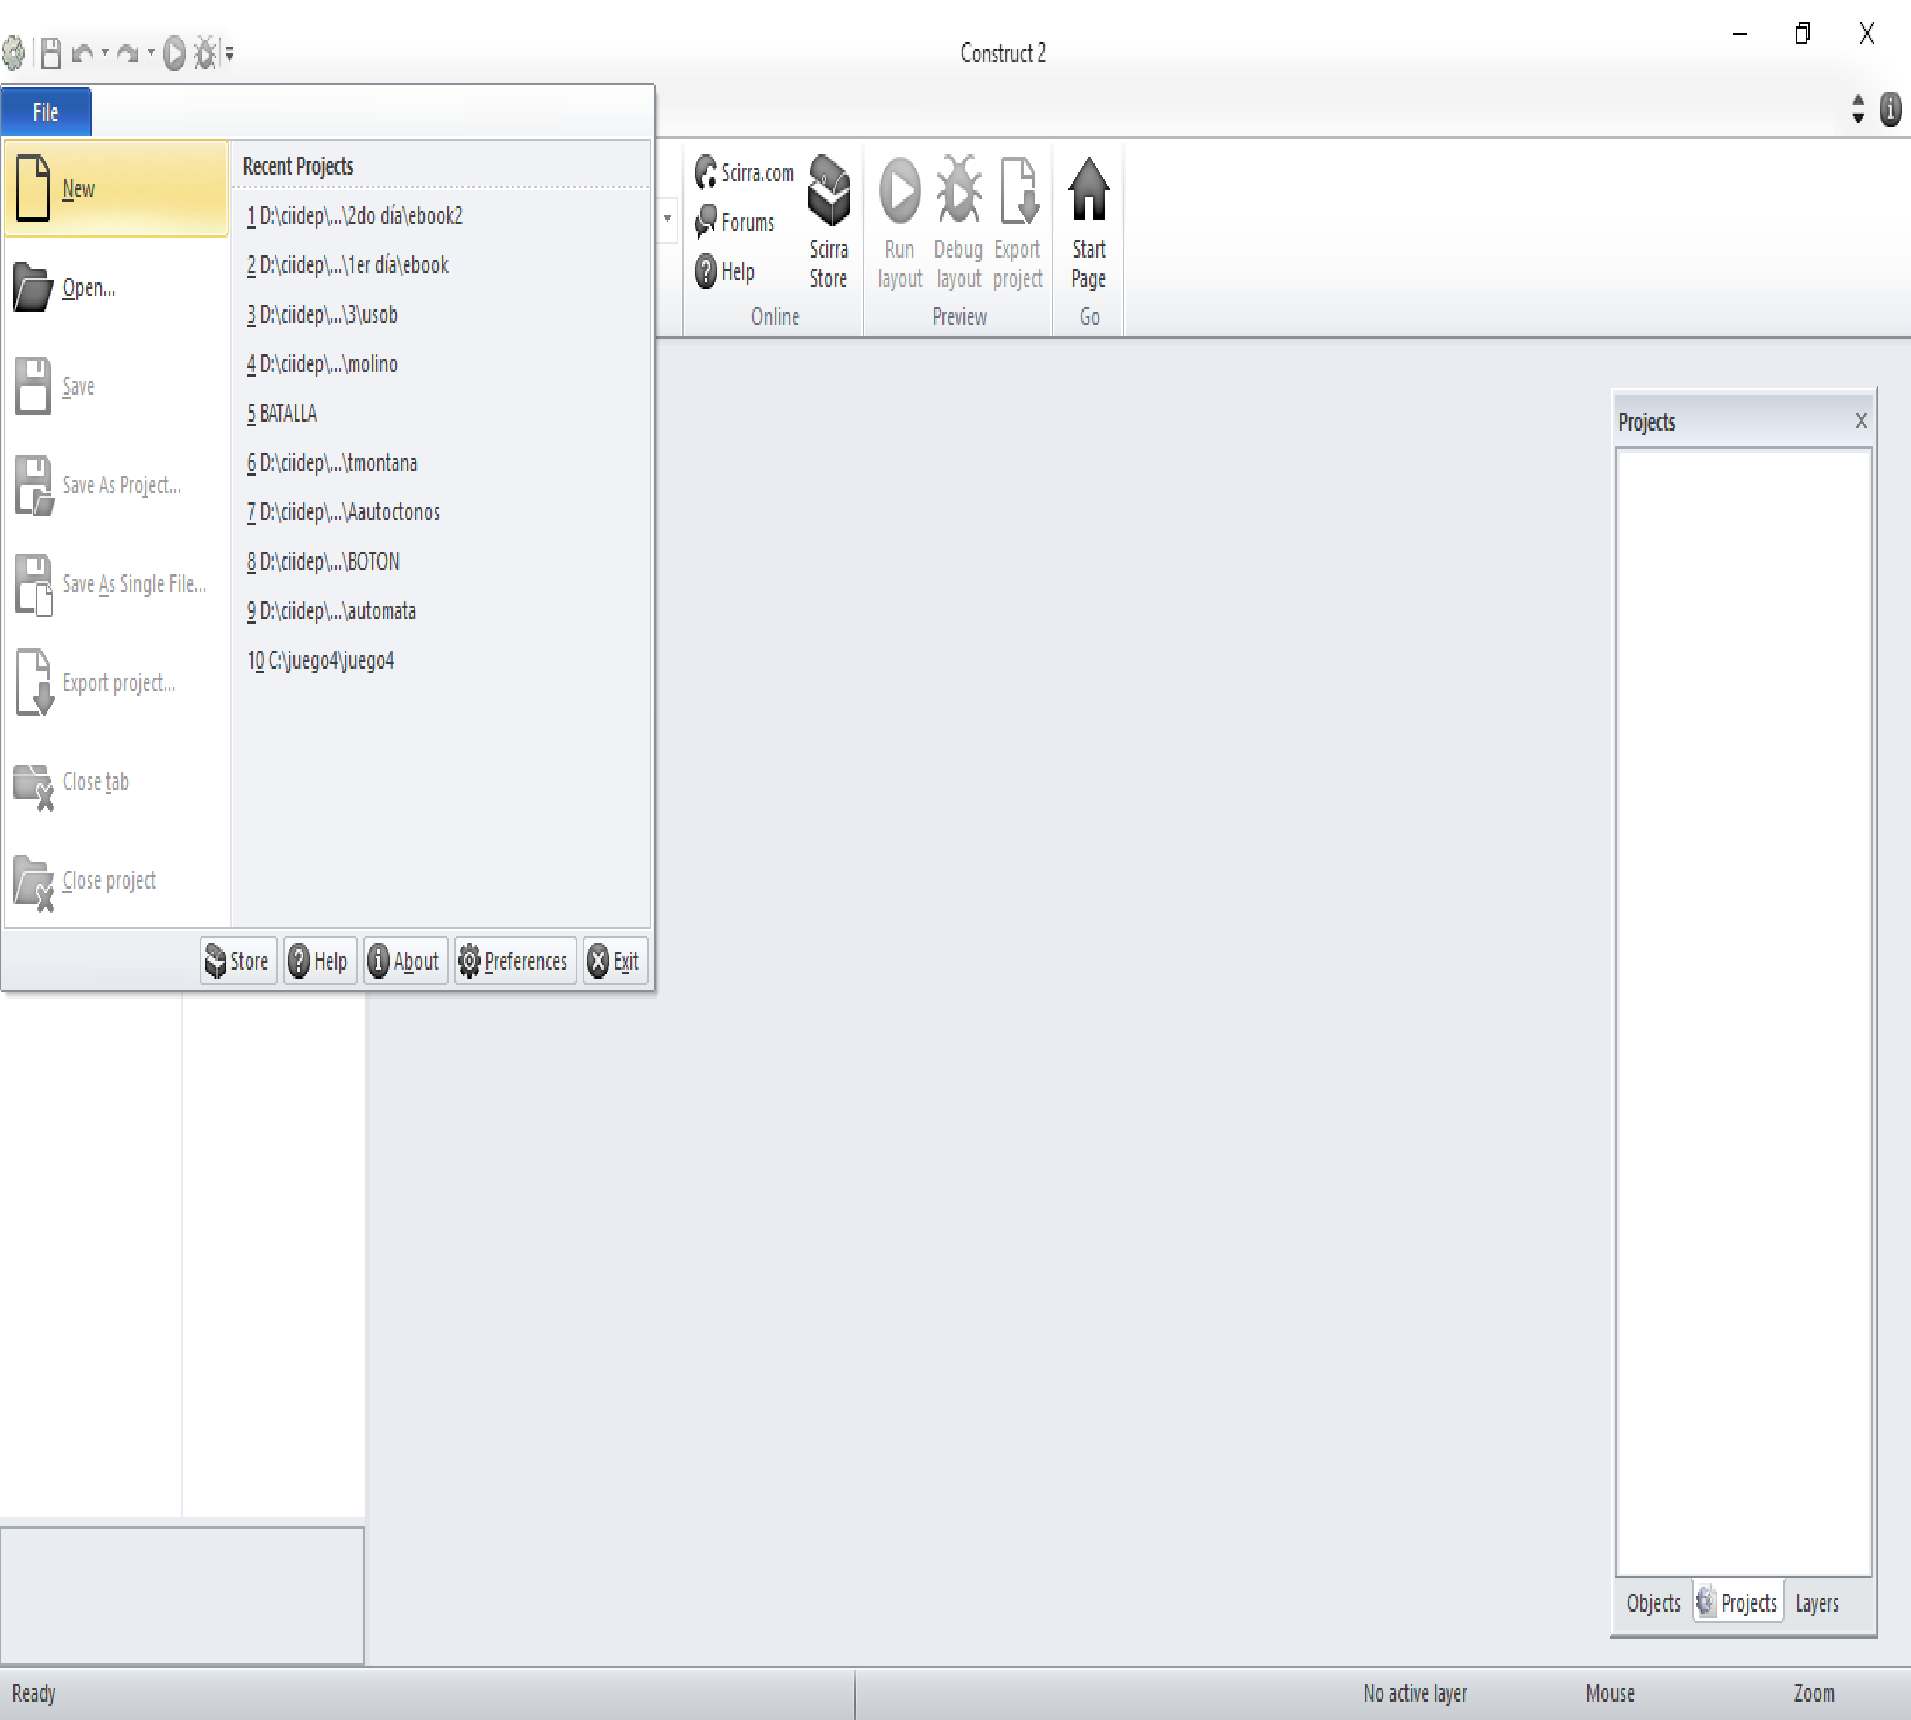 Construct 2
File
New
Open...
Save
Save As Project...
Save As Single File...
Export project...
Close tab
Close project
Recent Projects
1 D:\ciidep\...\2do día\ebook2
2 D:\ciidep\...\1er día\ebook
3 D:\ciidep\...\3\usob
4 D:\ciidep\...\molino
5 BATALLA
6 D:\ciidep\...\tmontana
7 D:\ciidep\...\Aautoctonos
8 D:\ciidep\...\BOTON
9 D:\ciidep\...\automata
10 C:\juego4\juego4
Store Help About Preferences Exit
Scirra.com
Forums
Help
Scirra
Store
Online
Run
layout
Debug
layout
Export
project
Preview
Start
Page
Go
Projects
Objects Projects Layers
Ready No active layer Mouse Zoom